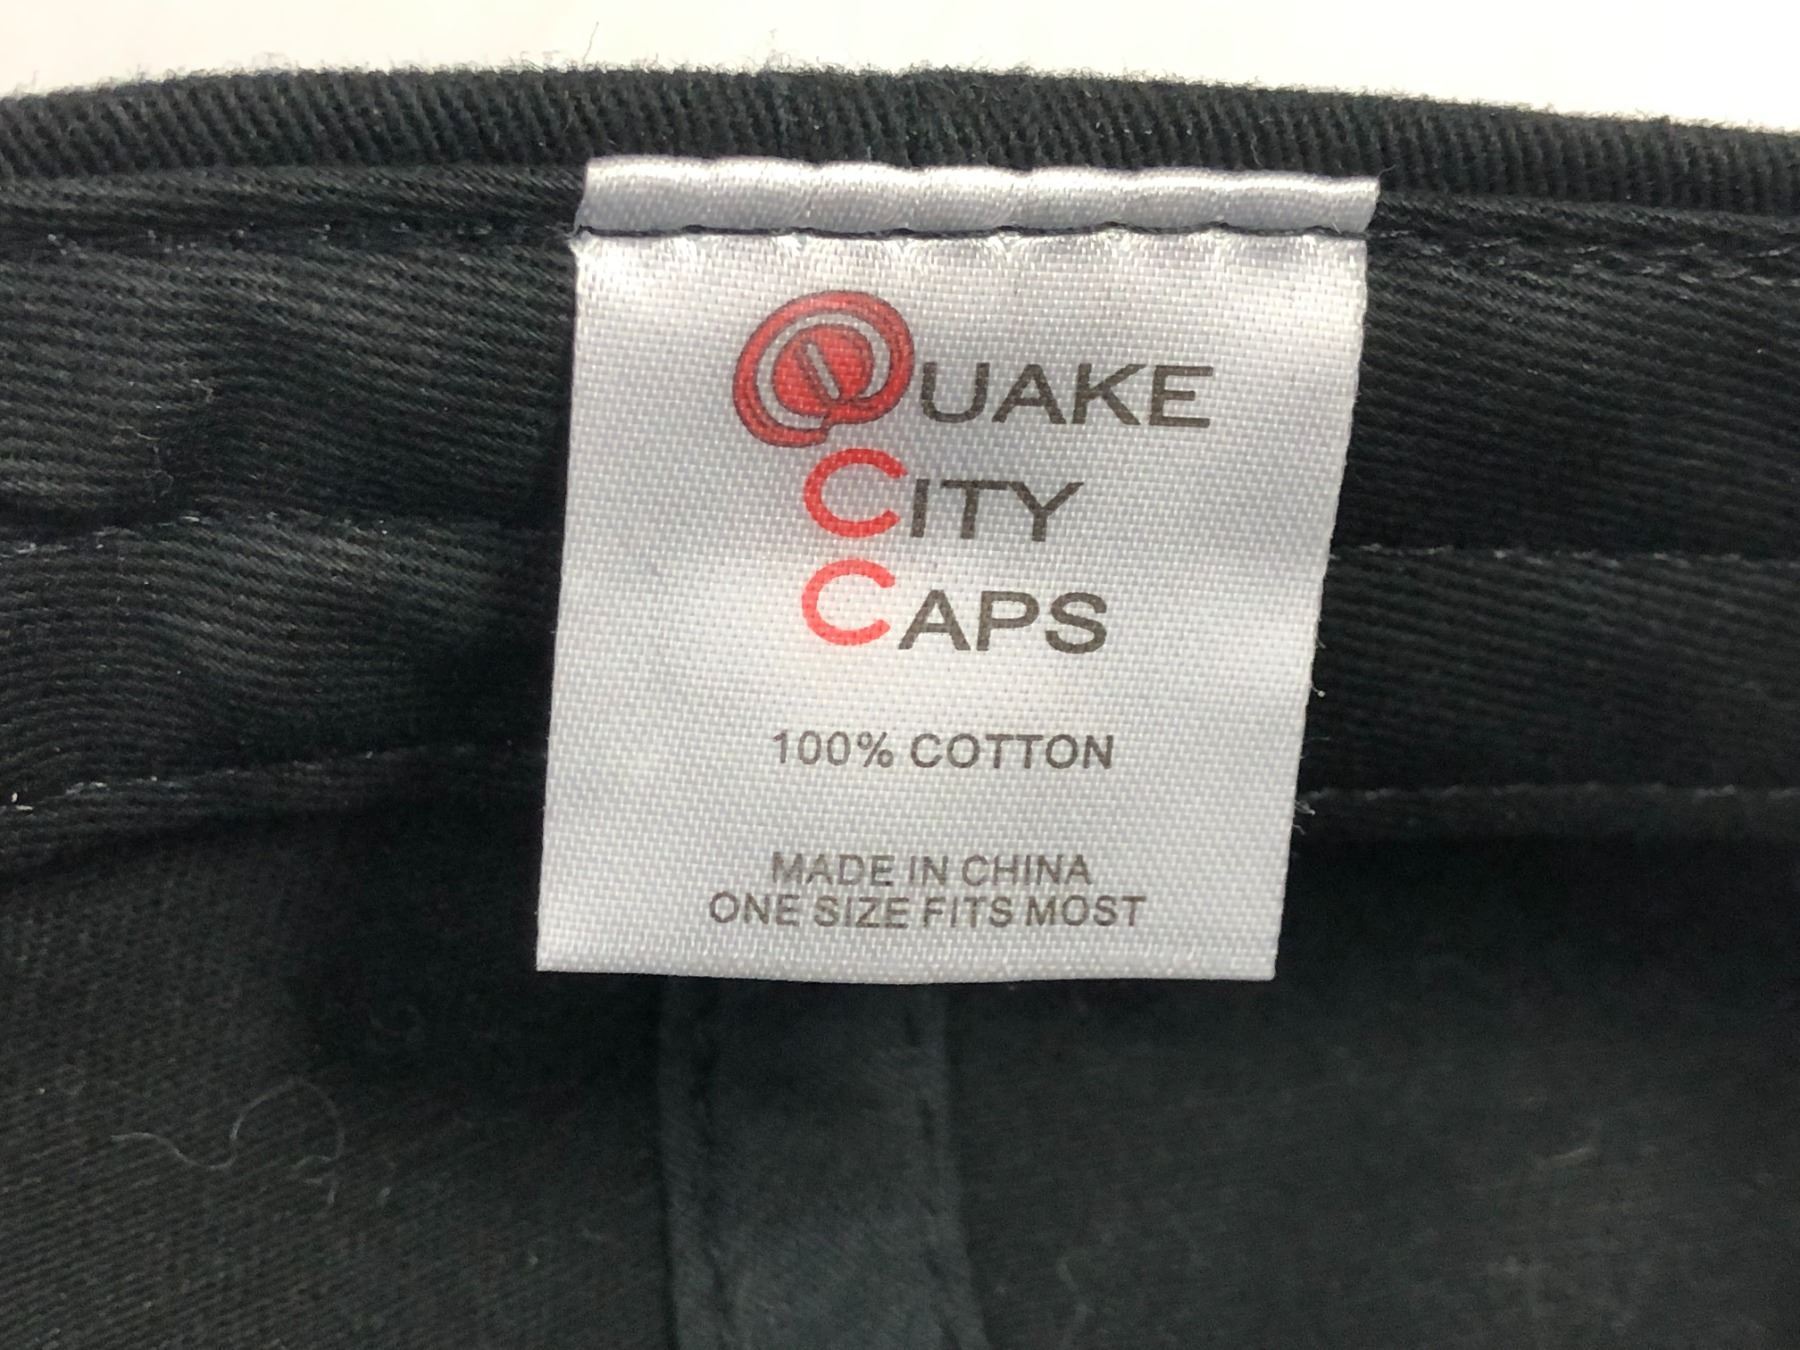 QUAKE
CITY
CAPS
100% COTTON
MADE IN CHINA
ONE SIZE FITS MOST